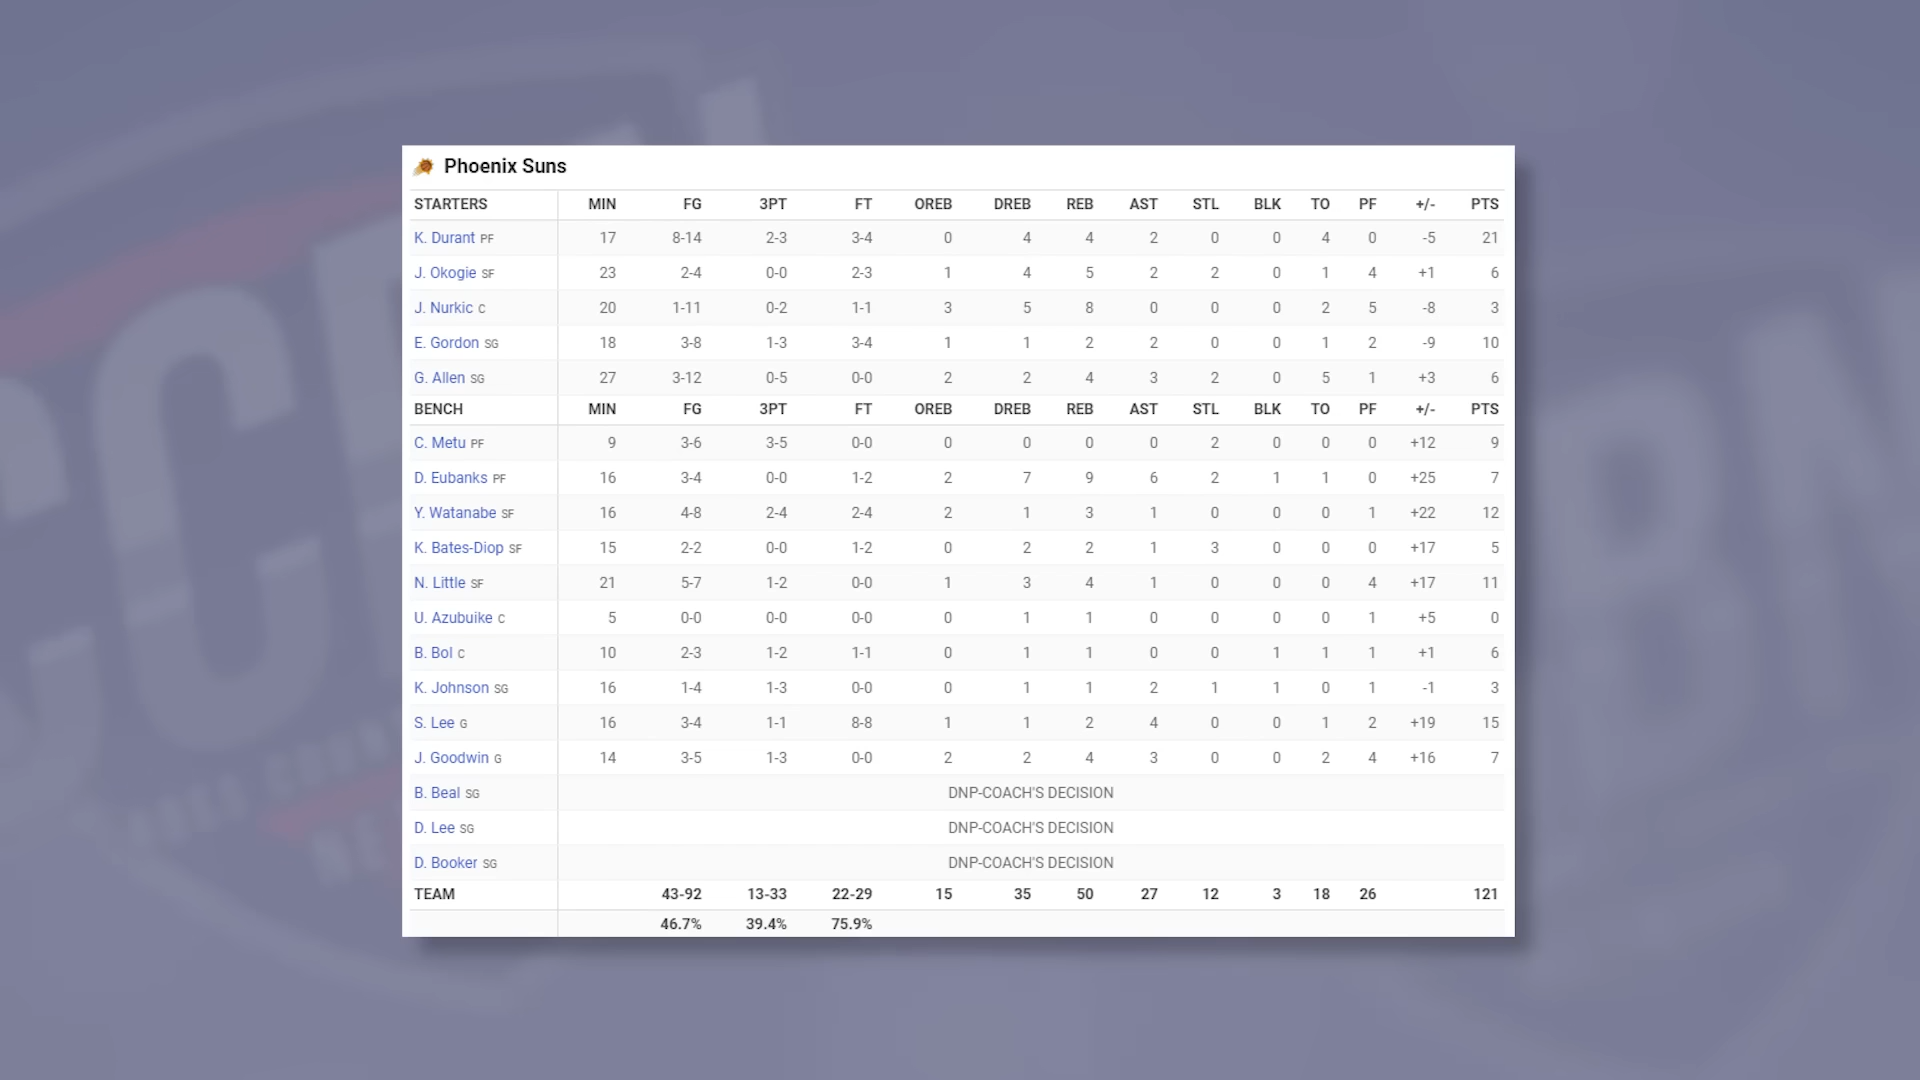 Phoenix Suns
STARTERS MIN FG 3PT FT OREB DREB REB AST STL BLK TO PF +/- PTS
K. Durant PF 17 8-14 2-3 3-4 0 4 4 2 0 0 4 0 -5 21
J. Okogie SF 23 2-4 0-0 2-3 1 4 5 2 2 0 1 4 +1 6
J. Nurkic C 20 1-11 0-2 1-1 3 5 8 0 0 0 2 5 -8 3
E. Gordon SG 18 3-8 1-3 3-4 1 1 2 2 0 0 1 2 -9 10
G. Allen SG 27 3-12 0-5 0-0 2 2 4 3 2 0 5 1 +3 6
BENCH MIN FG 3PT FT OREB DREB REB AST STL BLK TO PF +/- PTS
C. Metu PF 9 3-6 3-5 0-0 0 0 0 0 2 0 0 0 +12 9
D. Eubanks PF 16 3-4 0-0 1-2 2 7 9 6 2 1 1 0 +25 7
Y. Watanabe SF 16 4-8 2-4 2-4 2 1 3 1 0 0 0 1 +22 12
K. Bates-Diop SF 15 2-2 0-0 1-2 0 2 2 1 3 0 0 0 +17 5
N. Little SF 21 5-7 1-2 0-0 1 3 4 1 0 0 0 4 +17 11
U. Azubuike C 5 0-0 0-0 0-0 0 1 1 0 0 0 0 1 +5 0
B. Bol C 10 2-3 1-2 1-1 0 1 1 0 0 1 1 1 +1 6
K. Johnson SG 16 1-4 1-3 0-0 0 1 1 2 1 1 0 1 -1 3
S. Lee G 16 3-4 1-1 8-8 1 1 2 4 0 0 1 2 +19 15
J. Goodwin G 14 3-5 1-3 0-0 2 2 4 3 0 0 2 4 +16 7
B. Beal SG DNP-COACH'S DECISION
D. Lee SG DNP-COACH'S DECISION
D. Booker SG DNP-COACH'S DECISION
TEAM 43-92 13-33 22-29 15 35 50 27 12 3 18 26 121
46.7% 39.4% 75.9%